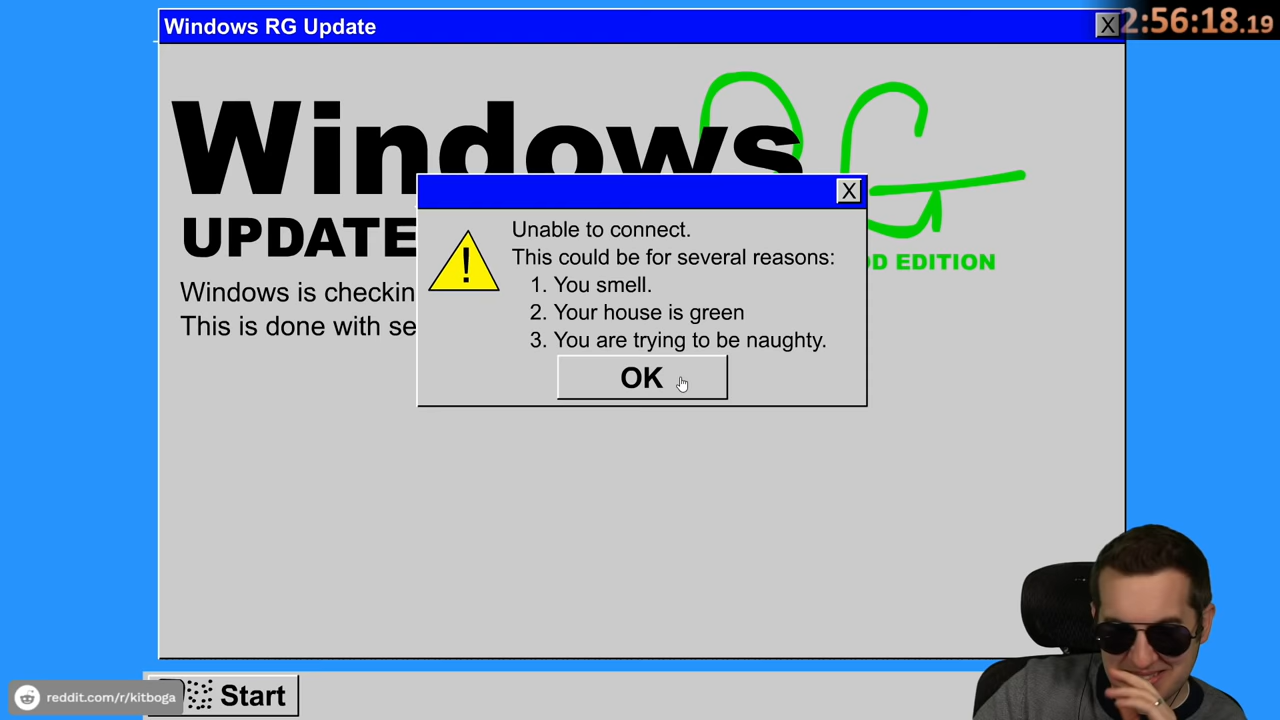 Windows RG Update
X
2:56:18.19
Windows RG
UPDATE
D EDITION
Windows is checkin
This is done with se
X
!
Unable to connect.
This could be for several reasons:
1. You smell.
2. Your house is green
3. You are trying to be naughty.
OK
reddit.com/r/kitboga
Start